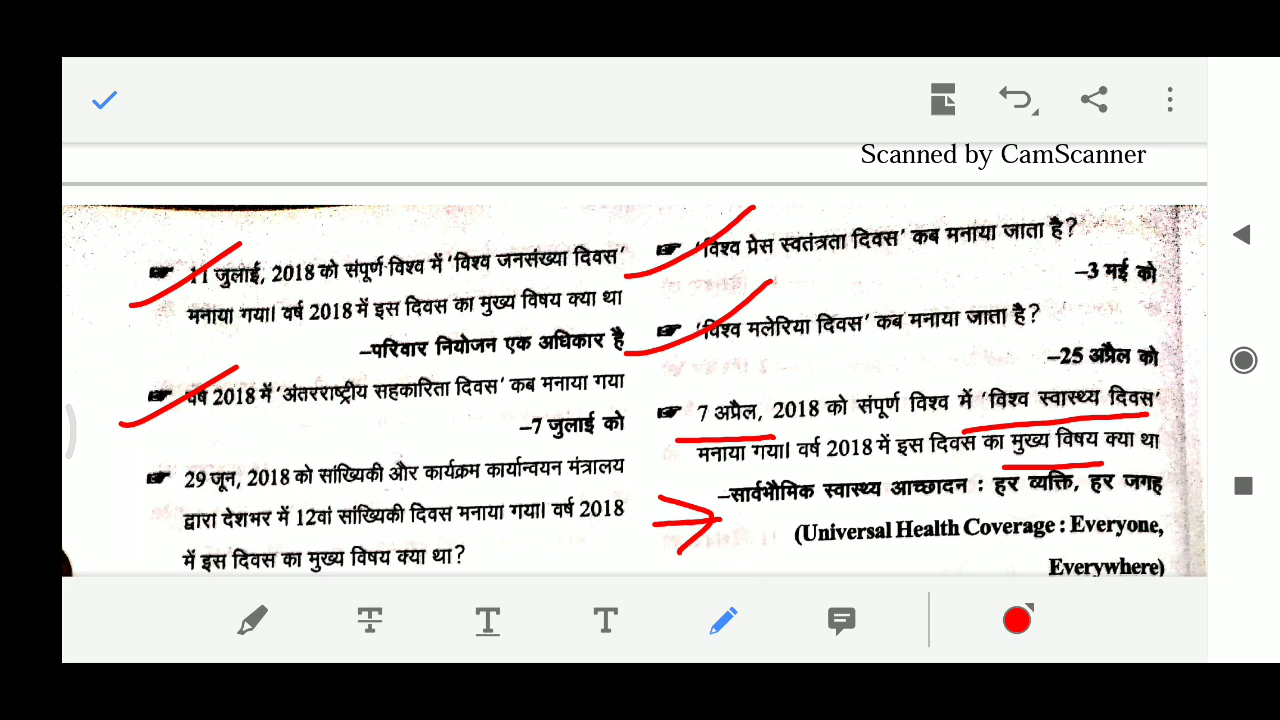 Scanned by CamScanner
11 जुलाई, 2018 को संपूर्ण विश्व में 'विश्व जनसंख्या दिवस'
मनाया गया। वर्ष 2018 में इस दिवस का मुख्य विषय क्या था
–परिवार नियोजन एक अधिकार है
वर्ष 2018 में 'अंतरराष्ट्रीय सहकारिता दिवस' कब मनाया गया
–7 जुलाई को
29 जून, 2018 को सांख्यिकी और कार्यक्रम कार्यान्वयन मंत्रालय
द्वारा देशभर में 12वां सांख्यिकी दिवस मनाया गया। वर्ष 2018
में इस दिवस का मुख्य विषय क्या था?
'विश्व प्रेस स्वतंत्रता दिवस' कब मनाया जाता है?
–3 मई को
'विश्व मलेरिया दिवस' कब मनाया जाता है?
–25 अप्रैल को
7 अप्रैल, 2018 को संपूर्ण विश्व में 'विश्व स्वास्थ्य दिवस'
मनाया गया। वर्ष 2018 में इस दिवस का मुख्य विषय क्या था
–सार्वभौमिक स्वास्थ्य आच्छादन : हर व्यक्ति, हर जगह
(Universal Health Coverage : Everyone,
Everywhere)